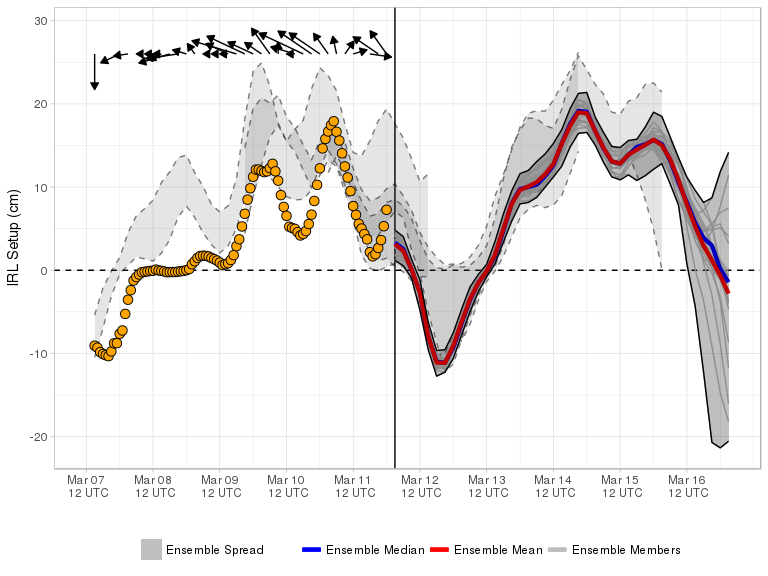 IRL Setup (cm)
30
20
10
0
-10
-20
Mar 07 Mar 08 Mar 09 Mar 10 Mar 11 Mar 12 Mar 13 Mar 14 Mar 15 Mar 16
12 UTC 12 UTC 12 UTC 12 UTC 12 UTC 12 UTC 12 UTC 12 UTC 12 UTC 12 UTC
Ensemble Spread Ensemble Median Ensemble Mean Ensemble Members